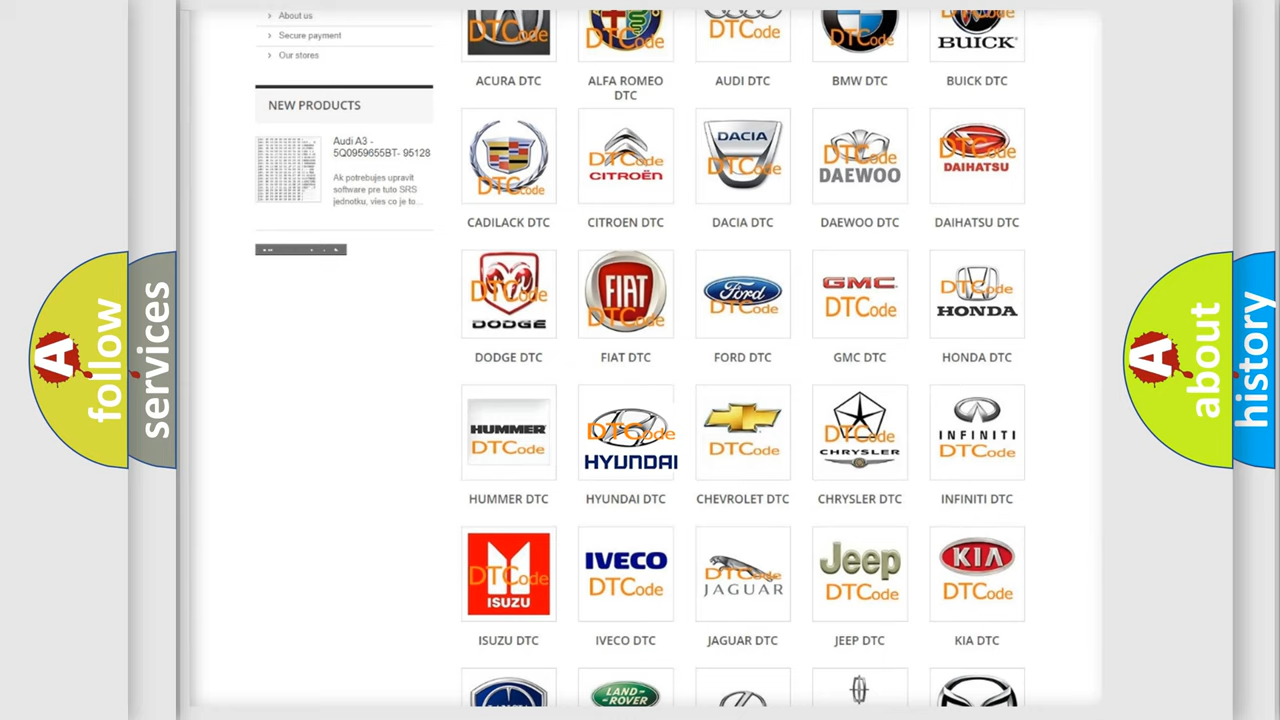 About us
Secure payment
Our stores
NEW PRODUCTS
Audi A3 -
5Q0959655BT- 95128
Ak potrebujes upravit
software pre tuto SRS
jednotku, vies co je to...
DTCode DTCode DTCode DTCode BUICK
ACURA DTC ALFA ROMEO DTC AUDI DTC BMW DTC BUICK DTC
DTCode DTCode CITROËN DACIA DTCode DTCode DAEWOO DTCode DAIHATSU
CADILACK DTC CITROEN DTC DACIA DTC DAEWOO DTC DAIHATSU DTC
DTCode DODGE FIAT DTCode Ford DTCode GMC DTCode DTCode HONDA
DODGE DTC FIAT DTC FORD DTC GMC DTC HONDA DTC
HUMMER DTCode DTCode HYUNDAI DTCode DTCode CHRYSLER INFINITI DTCode
HUMMER DTC HYUNDAI DTC CHEVROLET DTC CHRYSLER DTC INFINITI DTC
DTCode ISUZU IVECO DTCode DTCode JAGUAR Jeep DTCode KIA DTCode
ISUZU DTC IVECO DTC JAGUAR DTC JEEP DTC KIA DTC
LAND-
ROVER
A follow
services
A about
history